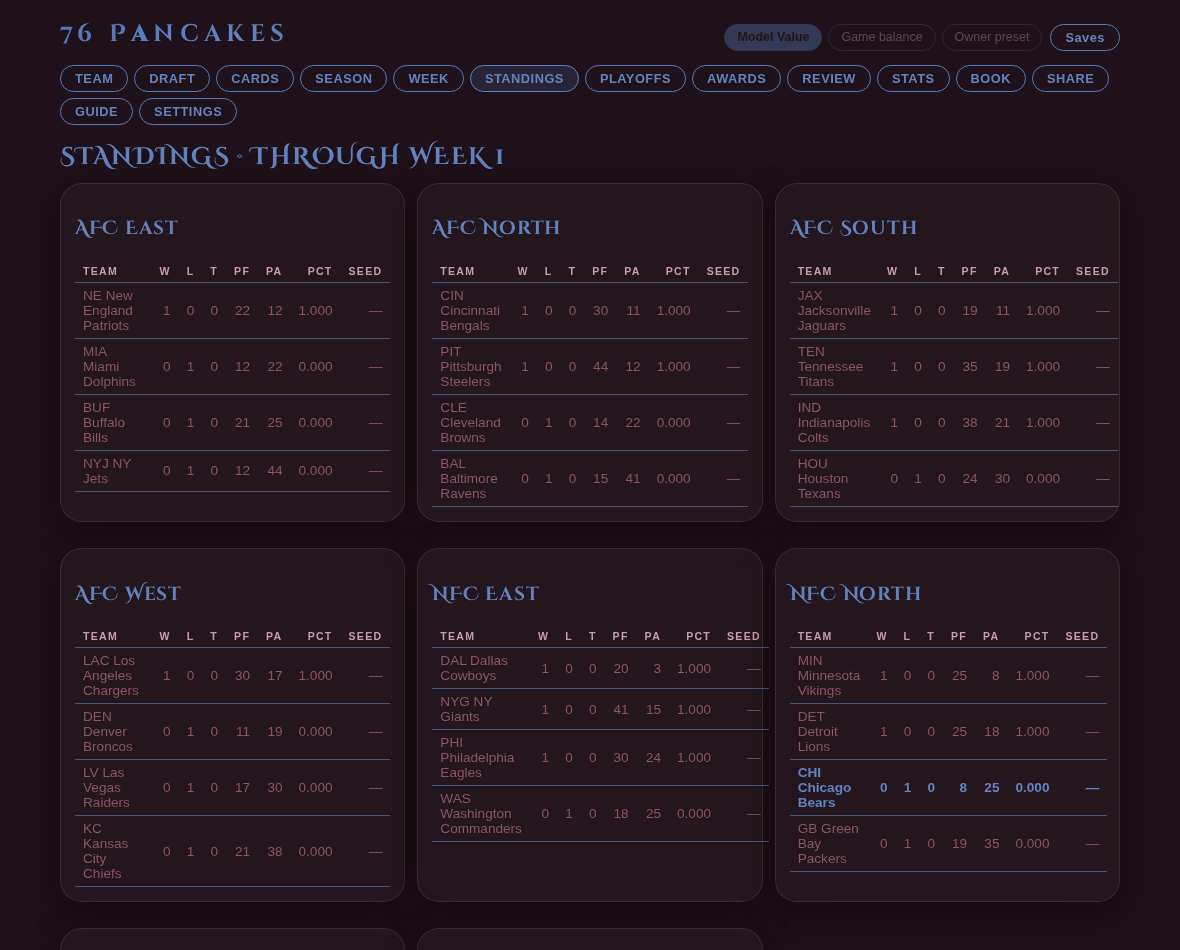 76 PANCAKES
Model Value Game balance Owner preset Saves
TEAM DRAFT CARDS SEASON WEEK STANDINGS PLAYOFFS AWARDS REVIEW STATS BOOK SHARE
GUIDE SETTINGS
STANDINGS · THROUGH WEEK 1
AFC EAST
TEAM W L T PF PA PCT SEED
NE New
England
Patriots
1 0 0 22 12 1.000 —
MIA
Miami
Dolphins
0 1 0 12 22 0.000 —
BUF
Buffalo
Bills
0 1 0 21 25 0.000 —
NYJ NY
Jets
0 1 0 12 44 0.000 —
AFC NORTH
TEAM W L T PF PA PCT SEED
CIN
Cincinnati
Bengals
1 0 0 30 11 1.000 —
PIT
Pittsburgh
Steelers
1 0 0 44 12 1.000 —
CLE
Cleveland
Browns
0 1 0 14 22 0.000 —
BAL
Baltimore
Ravens
0 1 0 15 41 0.000 —
AFC SOUTH
TEAM W L T PF PA PCT SEED
JAX
Jacksonville
Jaguars
1 0 0 19 11 1.000 —
TEN
Tennessee
Titans
1 0 0 35 19 1.000 —
IND
Indianapolis
Colts
1 0 0 38 21 1.000 —
HOU
Houston
Texans
0 1 0 24 30 0.000 —
AFC WEST
TEAM W L T PF PA PCT SEED
LAC Los
Angeles
Chargers
1 0 0 30 17 1.000 —
DEN
Denver
Broncos
0 1 0 11 19 0.000 —
LV Las
Vegas
Raiders
0 1 0 17 30 0.000 —
KC
Kansas
City
Chiefs
0 1 0 21 38 0.000 —
NFC EAST
TEAM W L T PF PA PCT SEED
DAL Dallas
Cowboys
1 0 0 20 3 1.000 —
NYG NY
Giants
1 0 0 41 15 1.000 —
PHI
Philadelphia
Eagles
1 0 0 30 24 1.000 —
WAS
Washington
Commanders
0 1 0 18 25 0.000 —
NFC NORTH
TEAM W L T PF PA PCT SEED
MIN
Minnesota
Vikings
1 0 0 25 8 1.000 —
DET
Detroit
Lions
1 0 0 25 18 1.000 —
CHI
Chicago
Bears
0 1 0 8 25 0.000 —
GB Green
Bay
Packers
0 1 0 19 35 0.000 —